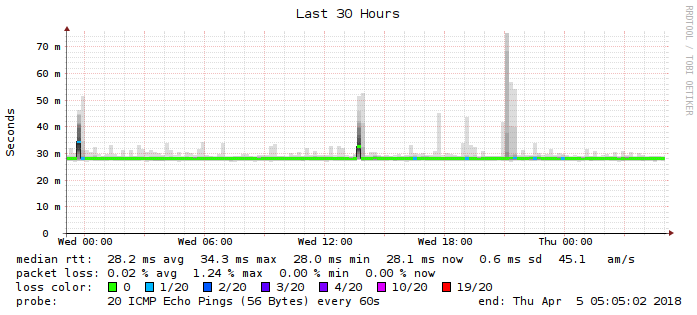 Last 30 Hours
RRDTOOL / TOBI OETIKER
Seconds
70 m
60 m
50 m
40 m
30 m
20 m
10 m
0
Wed 00:00 Wed 06:00 Wed 12:00 Wed 18:00 Thu 00:00
median rtt: 28.2 ms avg 34.3 ms max 28.0 ms min 28.1 ms now 0.6 ms sd 45.1 am/s
packet loss: 0.02 % avg 1.24 % max 0.00 % min 0.00 % now
loss color: 0 1/20 2/20 3/20 4/20 10/20 19/20
probe: 20 ICMP Echo Pings (56 Bytes) every 60s end: Thu Apr 5 05:05:02 2018